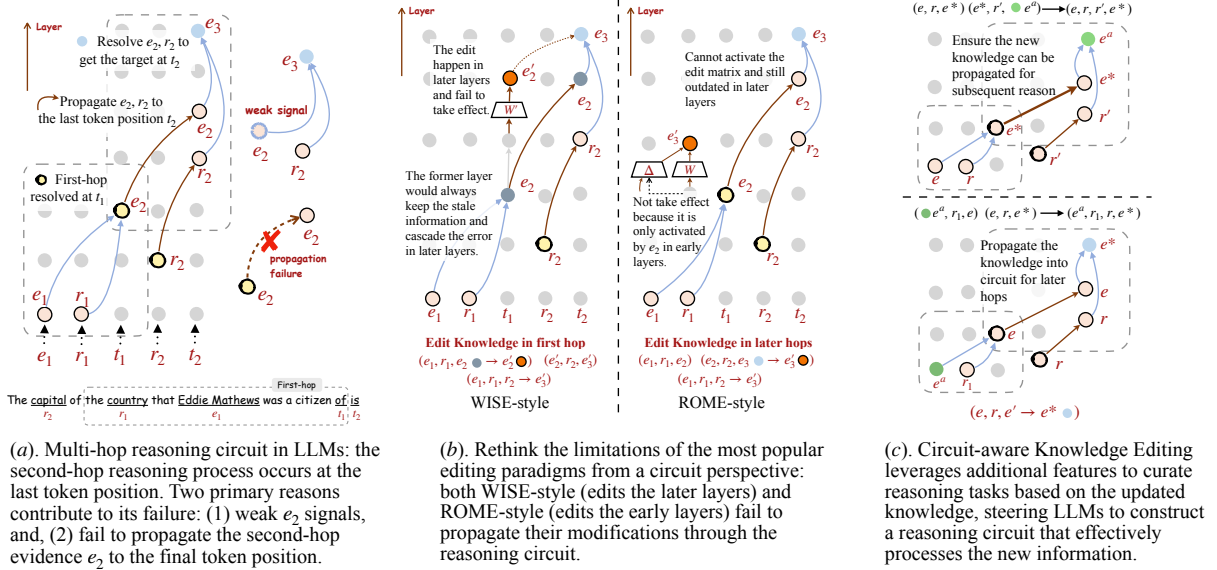 Layer
e3
Resolve e2, r2 to
get the target at t2
Propagate e2, r2 to
the last token position t2
e2
r2
First-hop
resolved at t1
e2
r2
e1
r1
e1 r1 t1 r2 t2
e3
weak signal
e2
r2
e2
propagation
failure
e2
First-hop
The capital of the country that Eddie Mathews was a citizen of is
r2 r1 e1 t1 t2
(a). Multi-hop reasoning circuit in LLMs: the
second-hop reasoning process occurs at the
last token position. Two primary reasons
contribute to its failure: (1) weak e2 signals,
and, (2) fail to propagate the second-hop
evidence e2 to the final token position.
Layer
e3
The edit
happen in
later layers
and fail to
take effect.
e2′
W′
e2
r2
The former layer
would always
keep the stale
information and
cascade the error
in later layers.
e2
r2
e1 r1 t1 r2 t2
Edit Knowledge in first hop
(e1, r1, e2 → e2′) (e2′, r2, e3′)
(e1, r1, r2 → e3′)
WISE-style
Layer
e3
Cannot activate the
edit matrix and still
outdated in later
layers
e2
e3′
r2
Δ W
e2
Not take effect
because it is
only activated
by e2 in early
layers.
r2
e1 r1 t1 r2 t2
Edit Knowledge in later hops
(e1, r1, e2) (e2, r2, e3 → e3′)
(e1, r1, r2 → e3′)
ROME-style
(b). Rethink the limitations of the most popular
editing paradigms from a circuit perspective:
both WISE-style (edits the later layers) and
ROME-style (edits the early layers) fail to
propagate their modifications through the
reasoning circuit.
(e, r, e*) (e*, r′, eᵃ) → (e, r, r′, e*)
Ensure the new
knowledge can be
propagated for
subsequent reason
eᵃ
e*
e*
r′
e r r′
(eᵃ, r1, e) (e, r, e*) → (eᵃ, r1, r, e*)
Propagate the
knowledge into
circuit for later
hops
e*
e
e
r
eᵃ r1 r
(e, r, e′ → e*)
(c). Circuit-aware Knowledge Editing
leverages additional features to curate
reasoning tasks based on the updated
knowledge, steering LLMs to construct
a reasoning circuit that effectively
processes the new information.